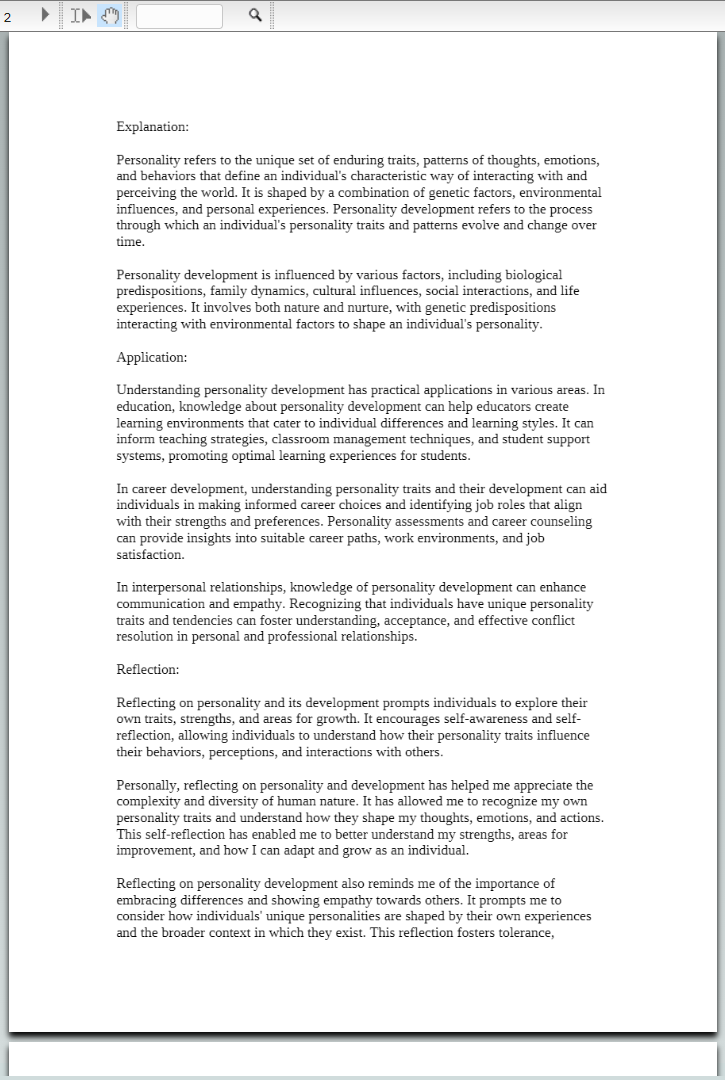 2
Explanation:
Personality refers to the unique set of enduring traits, patterns of thoughts, emotions,
and behaviors that define an individual's characteristic way of interacting with and
perceiving the world. It is shaped by a combination of genetic factors, environmental
influences, and personal experiences. Personality development refers to the process
through which an individual's personality traits and patterns evolve and change over
time.
Personality development is influenced by various factors, including biological
predispositions, family dynamics, cultural influences, social interactions, and life
experiences. It involves both nature and nurture, with genetic predispositions
interacting with environmental factors to shape an individual's personality.
Application:
Understanding personality development has practical applications in various areas. In
education, knowledge about personality development can help educators create
learning environments that cater to individual differences and learning styles. It can
inform teaching strategies, classroom management techniques, and student support
systems, promoting optimal learning experiences for students.
In career development, understanding personality traits and their development can aid
individuals in making informed career choices and identifying job roles that align
with their strengths and preferences. Personality assessments and career counseling
can provide insights into suitable career paths, work environments, and job
satisfaction.
In interpersonal relationships, knowledge of personality development can enhance
communication and empathy. Recognizing that individuals have unique personality
traits and tendencies can foster understanding, acceptance, and effective conflict
resolution in personal and professional relationships.
Reflection:
Reflecting on personality and its development prompts individuals to explore their
own traits, strengths, and areas for growth. It encourages self-awareness and self-
reflection, allowing individuals to understand how their personality traits influence
their behaviors, perceptions, and interactions with others.
Personally, reflecting on personality and development has helped me appreciate the
complexity and diversity of human nature. It has allowed me to recognize my own
personality traits and understand how they shape my thoughts, emotions, and actions.
This self-reflection has enabled me to better understand my strengths, areas for
improvement, and how I can adapt and grow as an individual.
Reflecting on personality development also reminds me of the importance of
embracing differences and showing empathy towards others. It prompts me to
consider how individuals' unique personalities are shaped by their own experiences
and the broader context in which they exist. This reflection fosters tolerance,